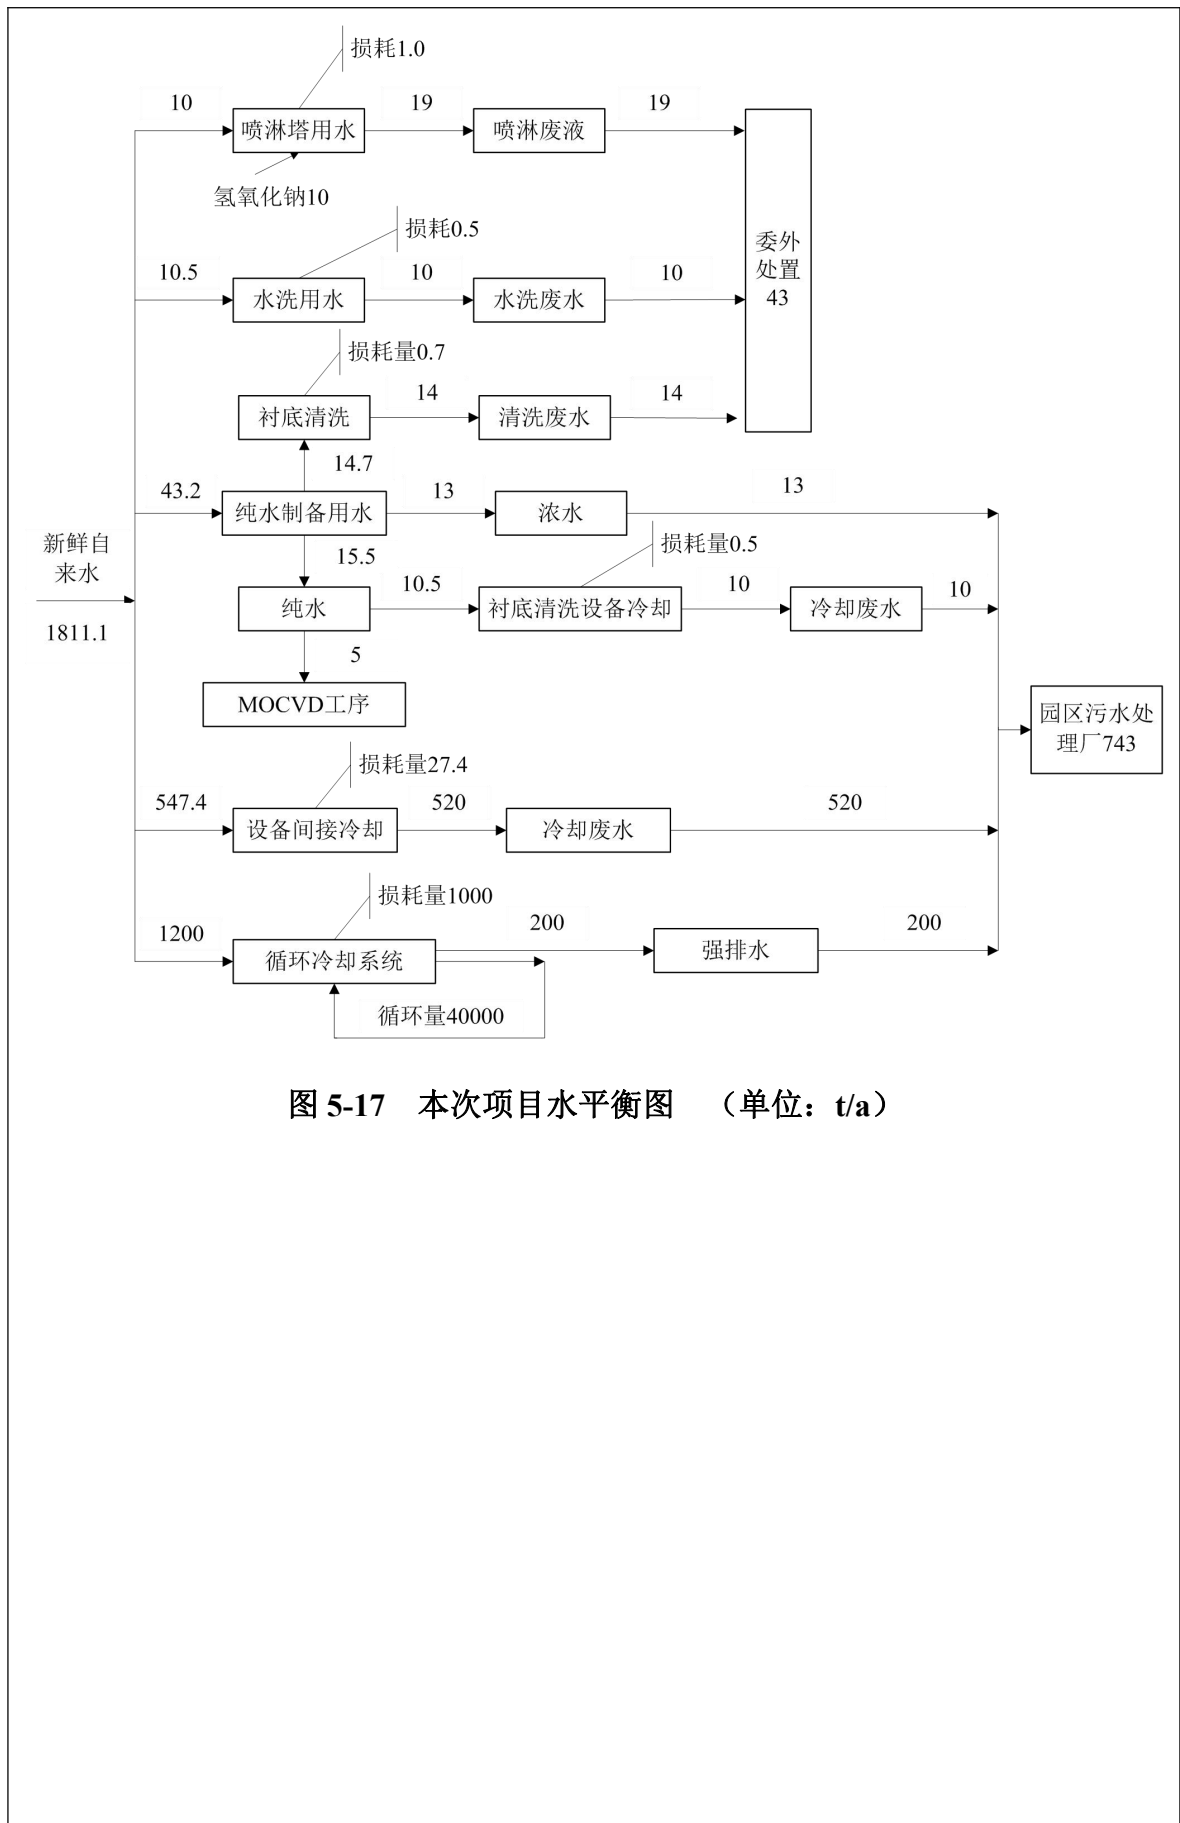 损耗1.0
10
19
19
喷淋塔用水
喷淋废液
氢氧化钠10
损耗0.5
委外
处置
43
10.5
10
10
水洗用水
水洗废水
损耗量0.7
14
14
衬底清洗
清洗废水
14.7
43.2
13
13
纯水制备用水
浓水
新鲜自
来水
1811.1
15.5
损耗量0.5
10.5
10
10
纯水
衬底清洗设备冷却
冷却废水
5
MOCVD工序
园区污水处
理厂743
损耗量27.4
547.4
520
520
设备间接冷却
冷却废水
损耗量1000
1200
200
200
循环冷却系统
强排水
循环量40000
图 5-17 本次项目水平衡图 （单位：t/a）